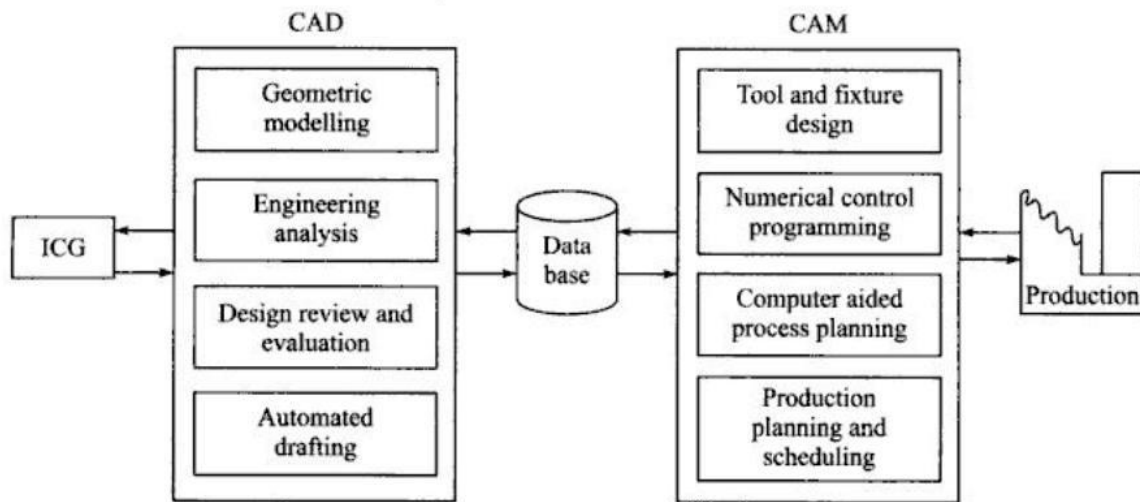 CAD
CAM
Geometric
modelling
Engineering
analysis
Design review and
evaluation
Automated
drafting
ICG
Data
base
Tool and fixture
design
Numerical control
programming
Computer aided
process planning
Production
planning and
scheduling
Production